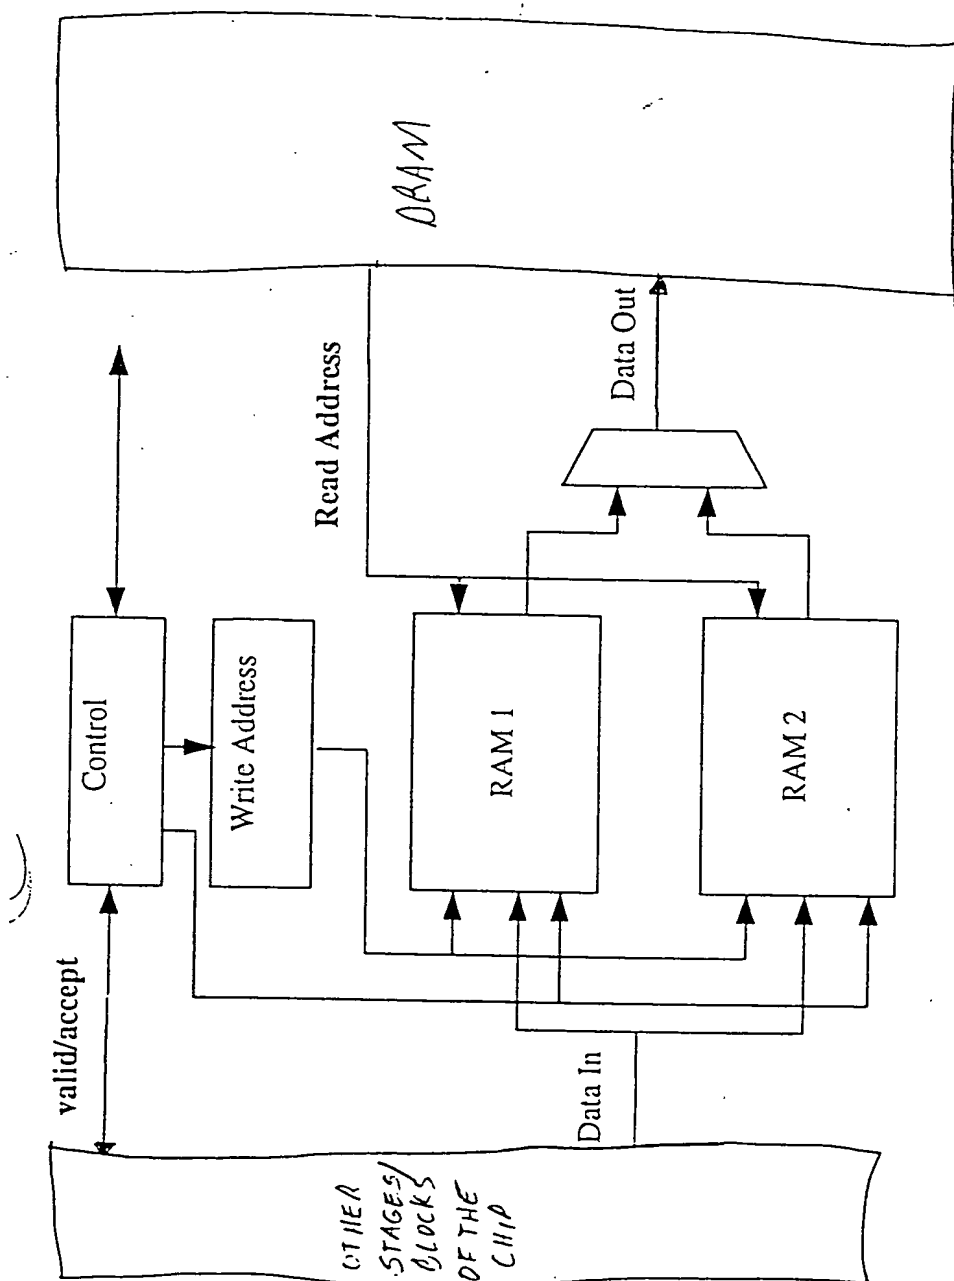 DRAM
Read Address
Data Out
Control
Write Address
RAM 1
RAM 2
valid/accept
Data In
OTHER
STAGES/
BLOCKS
OF THE
CHIP